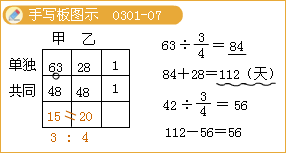 手写板图示 0301-07
甲 乙
单独 63 28 1
共同 48 48 1
15 20
3 : 4
63÷3/4=84
84+28=112（天）
42÷3/4=56
112-56=56